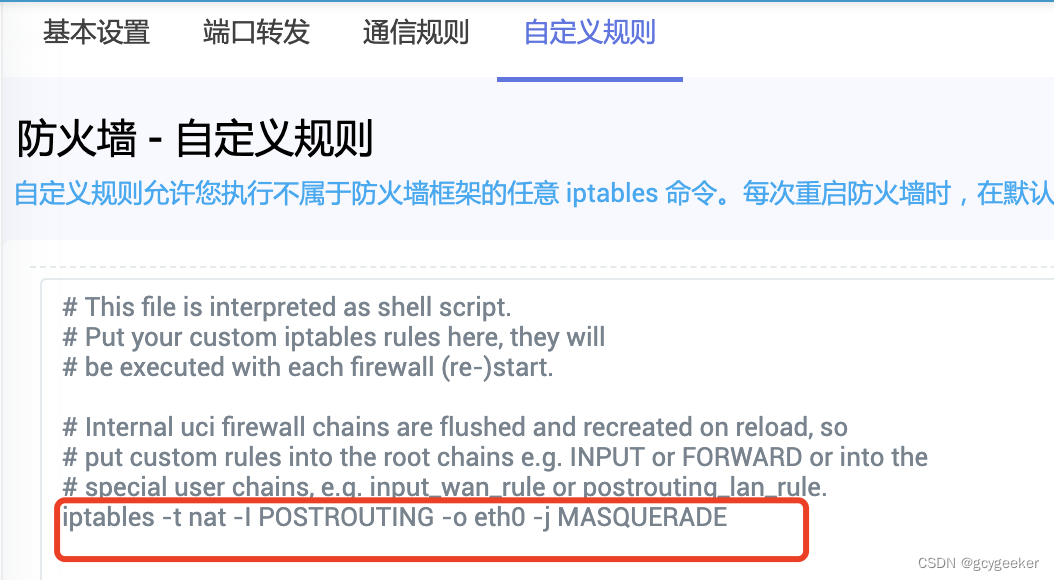 基本设置 端口转发 通信规则 自定义规则
防火墙 - 自定义规则
自定义规则允许您执行不属于防火墙框架的任意 iptables 命令。每次重启防火墙时，在默认
# This file is interpreted as shell script.
# Put your custom iptables rules here, they will
# be executed with each firewall (re-)start.
# Internal uci firewall chains are flushed and recreated on reload, so
# put custom rules into the root chains e.g. INPUT or FORWARD or into the
# special user chains, e.g. input_wan_rule or postrouting_lan_rule.
iptables -t nat -I POSTROUTING -o eth0 -j MASQUERADE
CSDN @gcygeeker